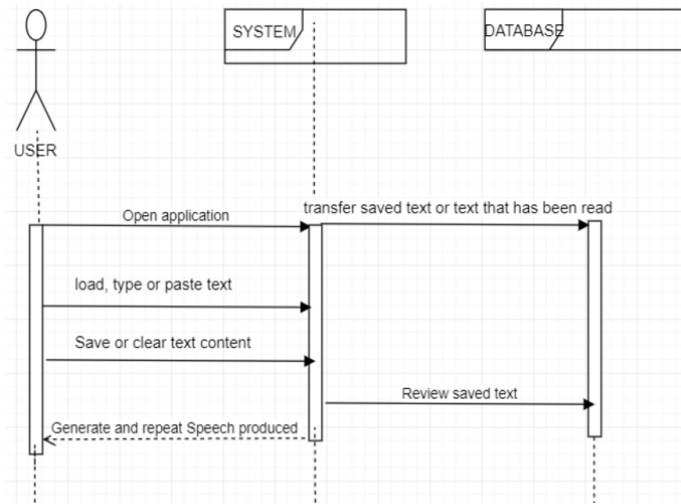 SYSTEM
DATABASE
USER
Open application
transfer saved text or text that has been read
load, type or paste text
Save or clear text content
Review saved text
Generate and repeat Speech produced